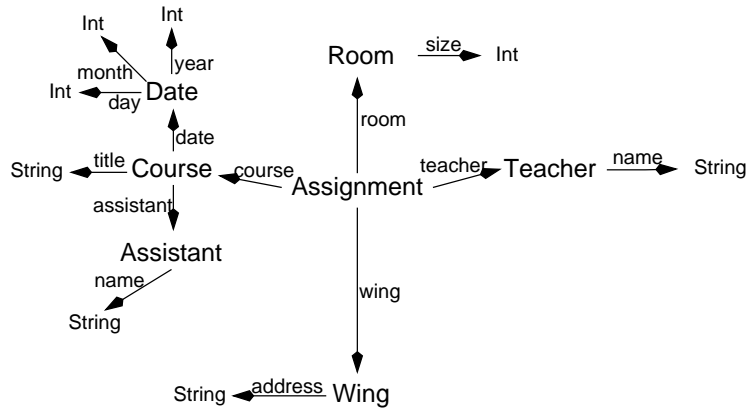 Int
Int
Room
size
Int
month
year
Int
day
Date
date
room
String
title
Course
course
Assignment
teacher
Teacher
name
String
assistant
Assistant
name
String
wing
String
address
Wing